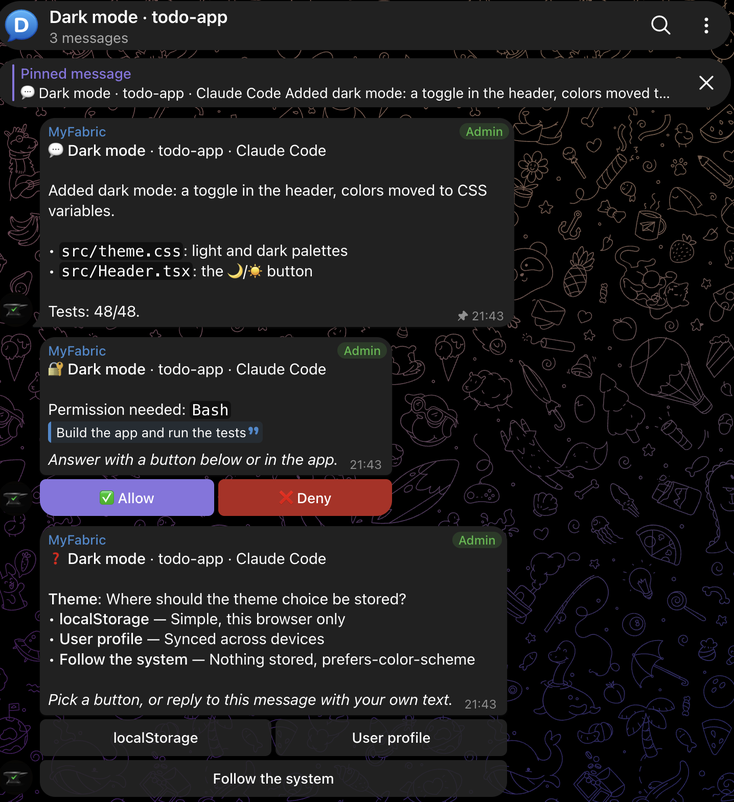 D
Dark mode · todo-app
3 messages
Pinned message
💬 Dark mode · todo-app · Claude Code Added dark mode: a toggle in the header, colors moved t...
MyFabric Admin
💬 Dark mode · todo-app · Claude Code
Added dark mode: a toggle in the header, colors moved to CSS
variables.
• src/theme.css: light and dark palettes
• src/Header.tsx: the 🌙/☀️ button
Tests: 48/48.
21:43
MyFabric Admin
🔐 Dark mode · todo-app · Claude Code
Permission needed: Bash
Build the app and run the tests
Answer with a button below or in the app. 21:43
✅ Allow
❌ Deny
MyFabric Admin
❓ Dark mode · todo-app · Claude Code
Theme: Where should the theme choice be stored?
• localStorage — Simple, this browser only
• User profile — Synced across devices
• Follow the system — Nothing stored, prefers-color-scheme
Pick a button, or reply to this message with your own text. 21:43
localStorage
User profile
Follow the system